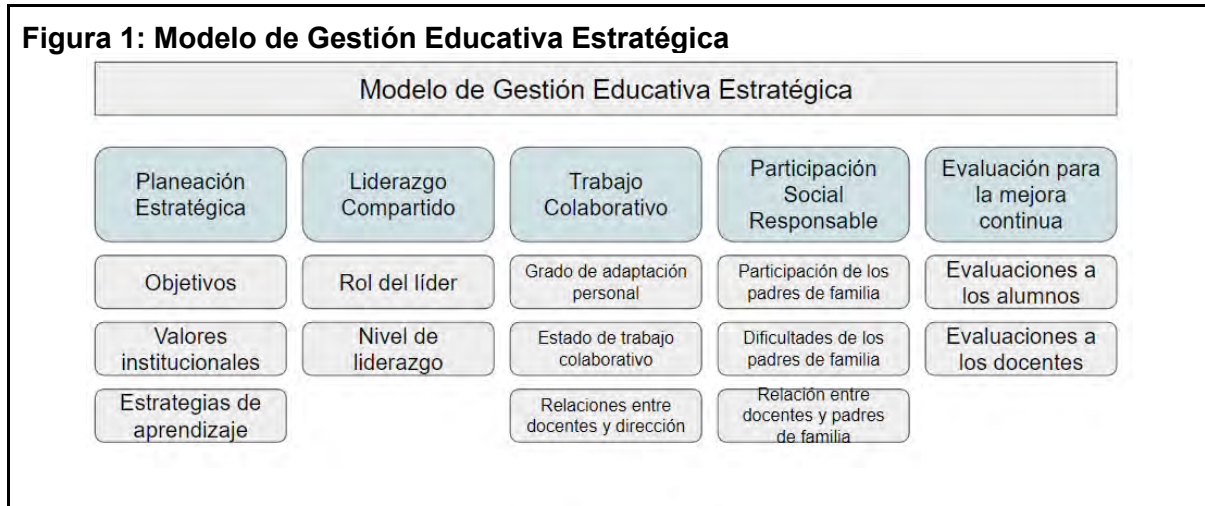 Figura 1: Modelo de Gestión Educativa Estratégica
Modelo de Gestión Educativa Estratégica
Planeación
Estratégica
Objetivos
Valores
institucionales
Estrategias de
aprendizaje
Liderazgo
Compartido
Rol del líder
Nivel de
liderazgo
Trabajo
Colaborativo
Grado de adaptación
personal
Estado de trabajo
colaborativo
Relaciones entre
docentes y dirección
Participación
Social
Responsable
Participación de los
padres de familia
Dificultades de los
padres de familia
Relación entre
docentes y padres
de familia
Evaluación para
la mejora
continua
Evaluaciones a
los alumnos
Evaluaciones a
los docentes